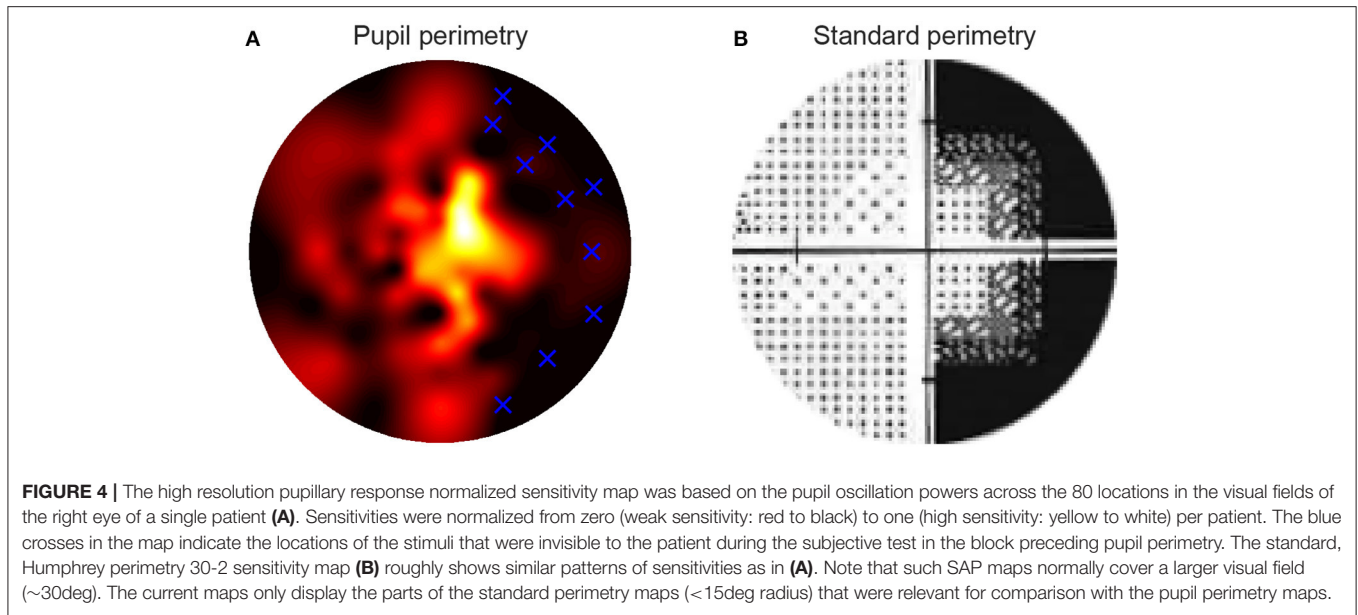 A Pupil perimetry
B Standard perimetry
FIGURE 4 | The high resolution pupillary response normalized sensitivity map was based on the pupil oscillation powers across the 80 locations in the visual fields of
the right eye of a single patient (A). Sensitivities were normalized from zero (weak sensitivity: red to black) to one (high sensitivity: yellow to white) per patient. The blue
crosses in the map indicate the locations of the stimuli that were invisible to the patient during the subjective test in the block preceding pupil perimetry. The standard,
Humphrey perimetry 30-2 sensitivity map (B) roughly shows similar patterns of sensitivities as in (A). Note that such SAP maps normally cover a larger visual field
(∼30deg). The current maps only display the parts of the standard perimetry maps (<15deg radius) that were relevant for comparison with the pupil perimetry maps.